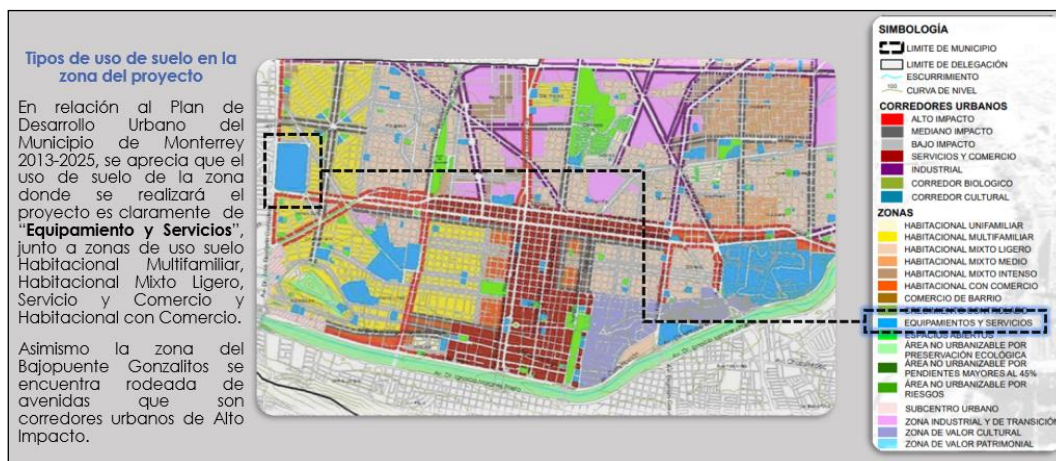 Tipos de uso de suelo en la
zona del proyecto
En relación al Plan de
Desarrollo Urbano del
Municipio de Monterrey
2013-2025, se aprecia que el
uso de suelo de la zona
donde se realizará el
proyecto es claramente de
“Equipamiento y Servicios”,
junto a zonas de uso suelo
Habitacional Multifamiliar,
Habitacional Mixto Ligero,
Servicio y Comercio y
Habitacional con Comercio.
Asimismo la zona del
Bajopuente Gonzalitos se
encuentra rodeada de
avenidas que son
corredores urbanos de Alto
Impacto.
SIMBOLOGÍA
LIMITE DE MUNICIPIO
LIMITE DE DELEGACIÓN
ESCURRIMIENTO
100
CURVA DE NIVEL
CORREDORES URBANOS
ALTO IMPACTO
MEDIANO IMPACTO
BAJO IMPACTO
SERVICIOS Y COMERCIO
INDUSTRIAL
CORREDOR BIOLOGICO
CORREDOR CULTURAL
ZONAS
HABITACIONAL UNIFAMILIAR
HABITACIONAL MULTIFAMILIAR
HABITACIONAL MIXTO LIGERO
HABITACIONAL MIXTO MEDIO
HABITACIONAL MIXTO INTENSO
HABITACIONAL CON COMERCIO
COMERCIO DE BARRIO
CRECIMIENTO CONTROLADO
EQUIPAMIENTOS Y SERVICIOS
ESPACIOS ABIERTOS
ÁREA NO URBANIZABLE POR
PRESERVACIÓN ECOLÓGICA
ÁREA NO URBANIZABLE POR
PENDIENTES MAYORES AL 45%
ÁREA NO URBANIZABLE POR
RIESGOS
SUBCENTRO URBANO
ZONA INDUSTRIAL Y DE TRANSICIÓN
ZONA DE VALOR CULTURAL
ZONA DE VALOR PATRIMONIAL